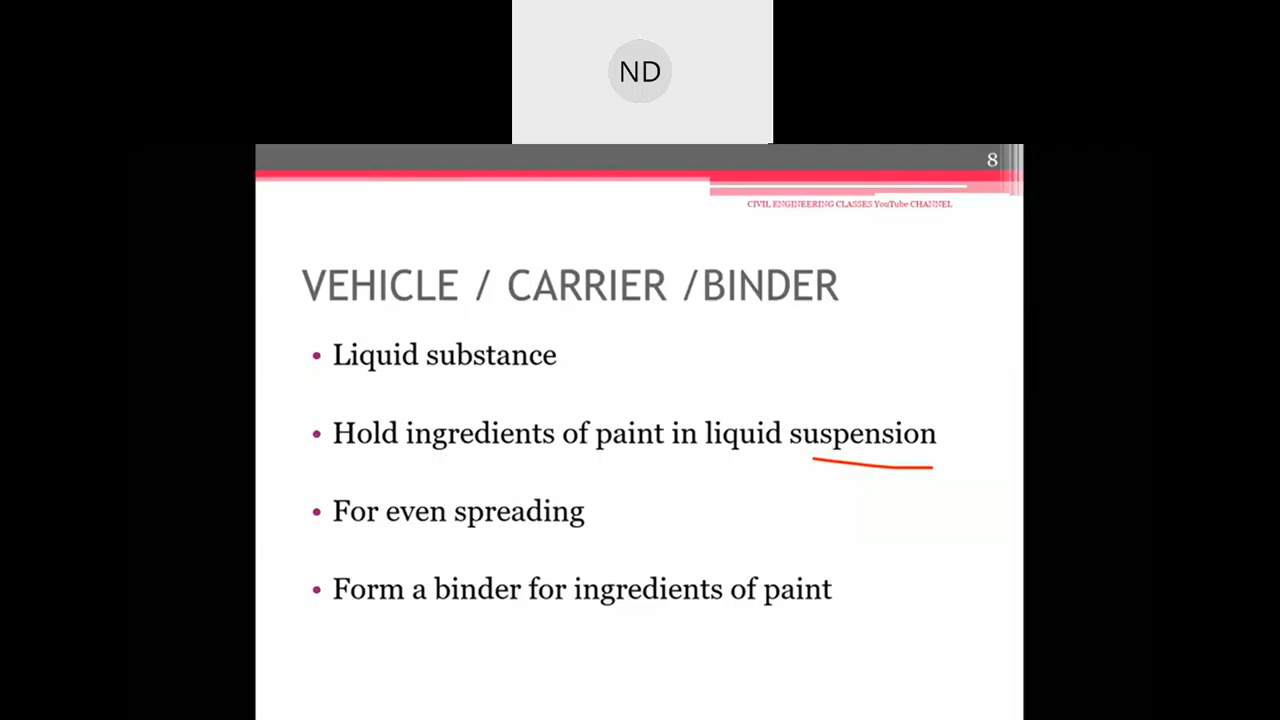 ND
8
CIVIL ENGINEERING CLASSES YouTube CHANNEL
VEHICLE / CARRIER /BINDER
• Liquid substance
• Hold ingredients of paint in liquid suspension
• For even spreading
• Form a binder for ingredients of paint